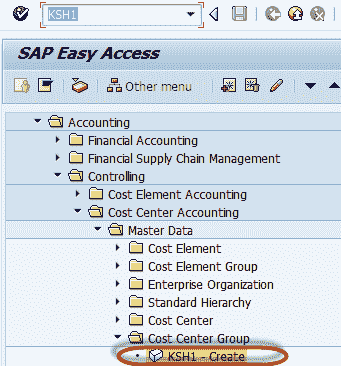 KSH1
SAP Easy Access
Other menu
Accounting
Financial Accounting
Financial Supply Chain Management
Controlling
Cost Element Accounting
Cost Center Accounting
Master Data
Cost Element
Cost Element Group
Enterprise Organization
Standard Hierarchy
Cost Center
Cost Center Group
KSH1 - Create